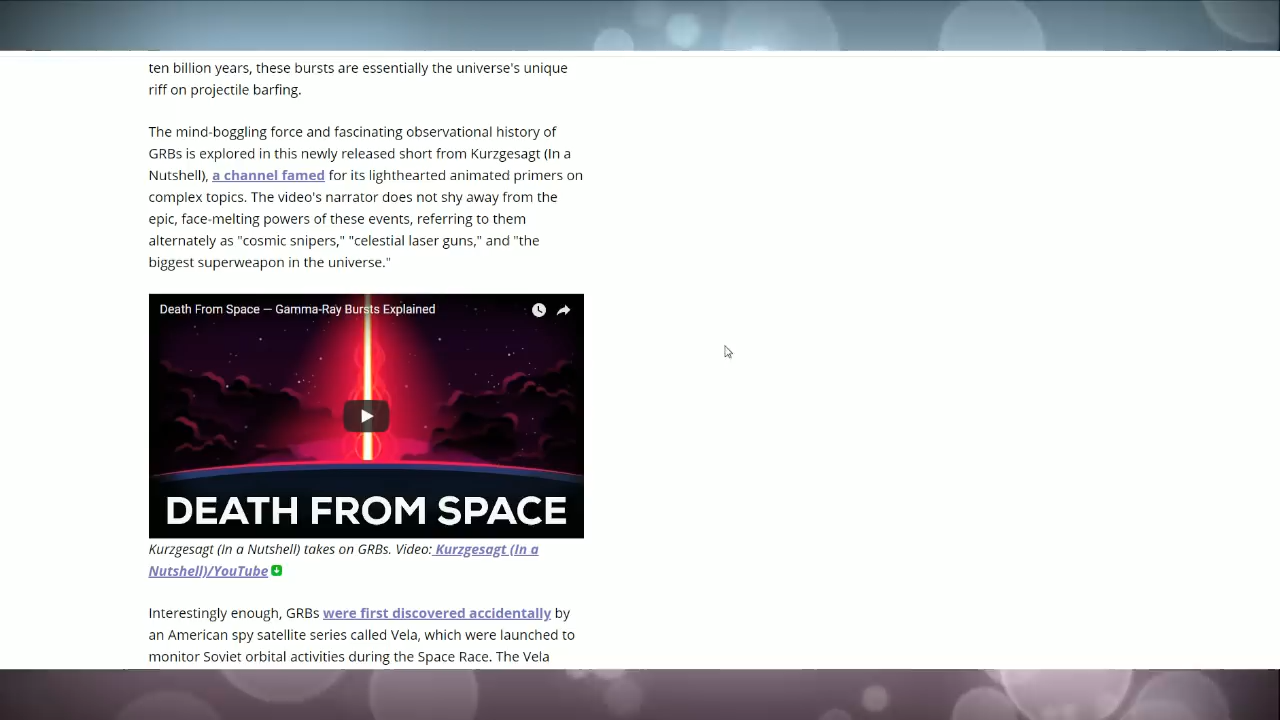 ten billion years, these bursts are essentially the universe's unique
riff on projectile barfing.
The mind-boggling force and fascinating observational history of
GRBs is explored in this newly released short from Kurzgesagt (In a
Nutshell), a channel famed for its lighthearted animated primers on
complex topics. The video's narrator does not shy away from the
epic, face-melting powers of these events, referring to them
alternately as "cosmic snipers," "celestial laser guns," and "the
biggest superweapon in the universe."
Death From Space — Gamma-Ray Bursts Explained
DEATH FROM SPACE
Kurzgesagt (In a Nutshell) takes on GRBs. Video: Kurzgesagt (In a
Nutshell)/YouTube
Interestingly enough, GRBs were first discovered accidentally by
an American spy satellite series called Vela, which were launched to
monitor Soviet orbital activities during the Space Race. The Vela